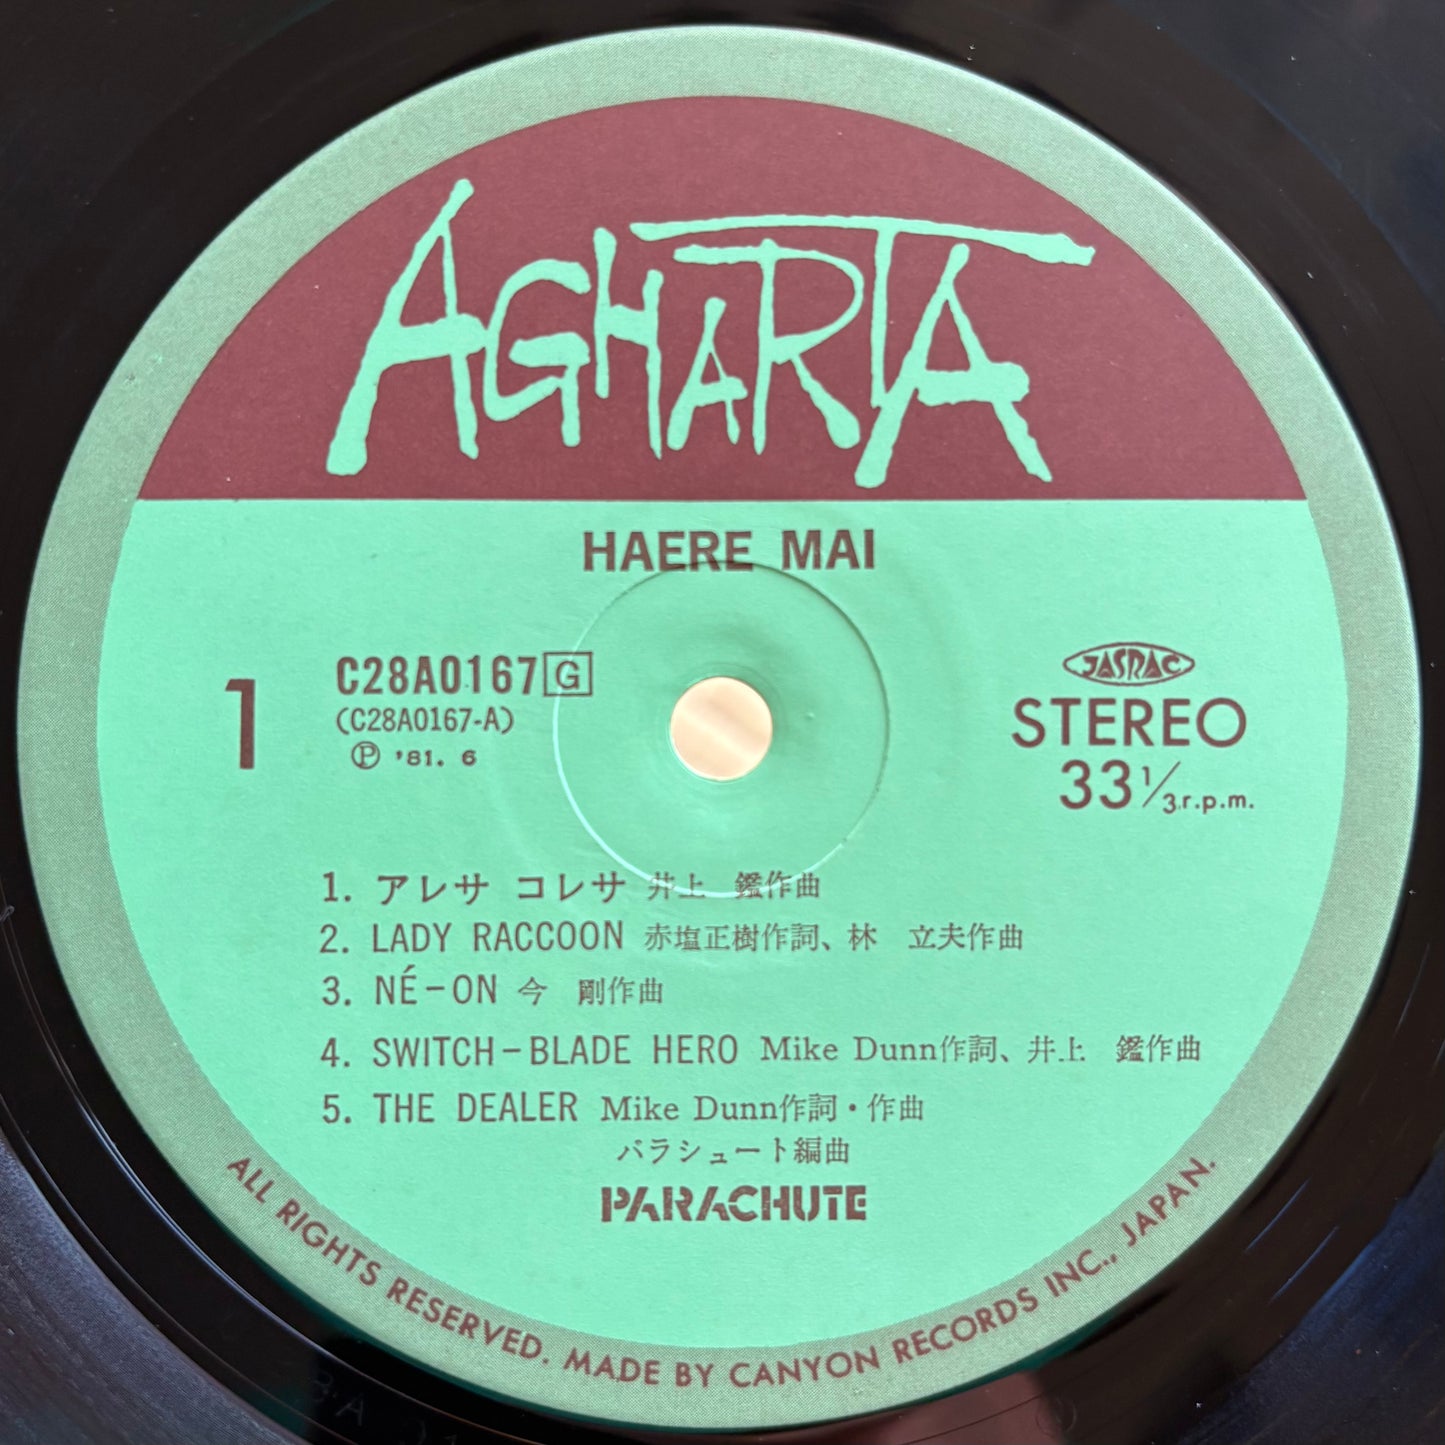 AGHARTA
HAERE MAI
1
C28A0167 G
(C28A0167-A)
Ⓟ '81. 6
JASRAC
STEREO
33 1/3 r.p.m.
1. アレサ コレサ 井上 鑑作曲
2. LADY RACCOON 赤塩正樹作詞、林 立夫作曲
3. NÉ-ON 今 剛作曲
4. SWITCH-BLADE HERO Mike Dunn作詞、井上 鑑作曲
5. THE DEALER Mike Dunn作詞・作曲
パラシュート編曲
PARACHUTE
ALL RIGHTS RESERVED. MADE BY CANYON RECORDS INC., JAPAN.